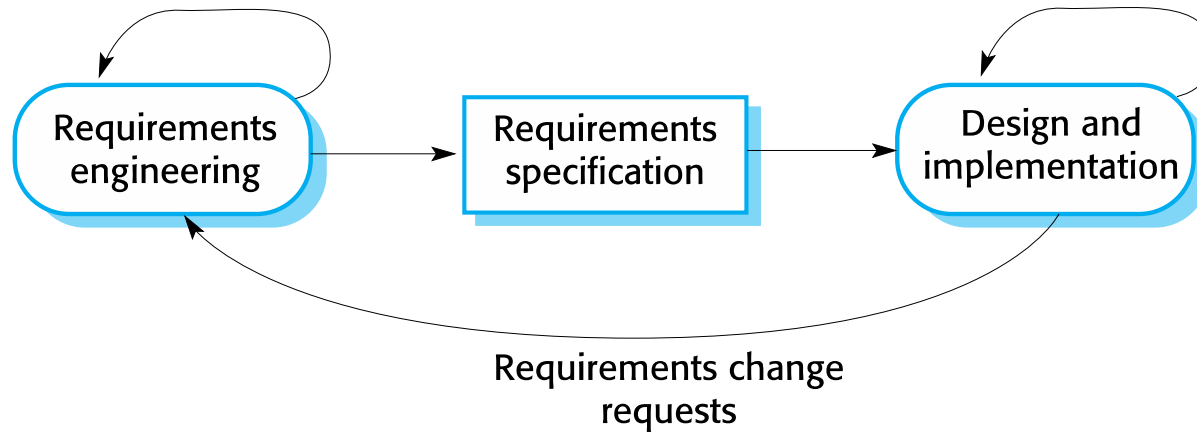 Requirements
engineering
Requirements
specification
Design and
implementation
Requirements change
requests